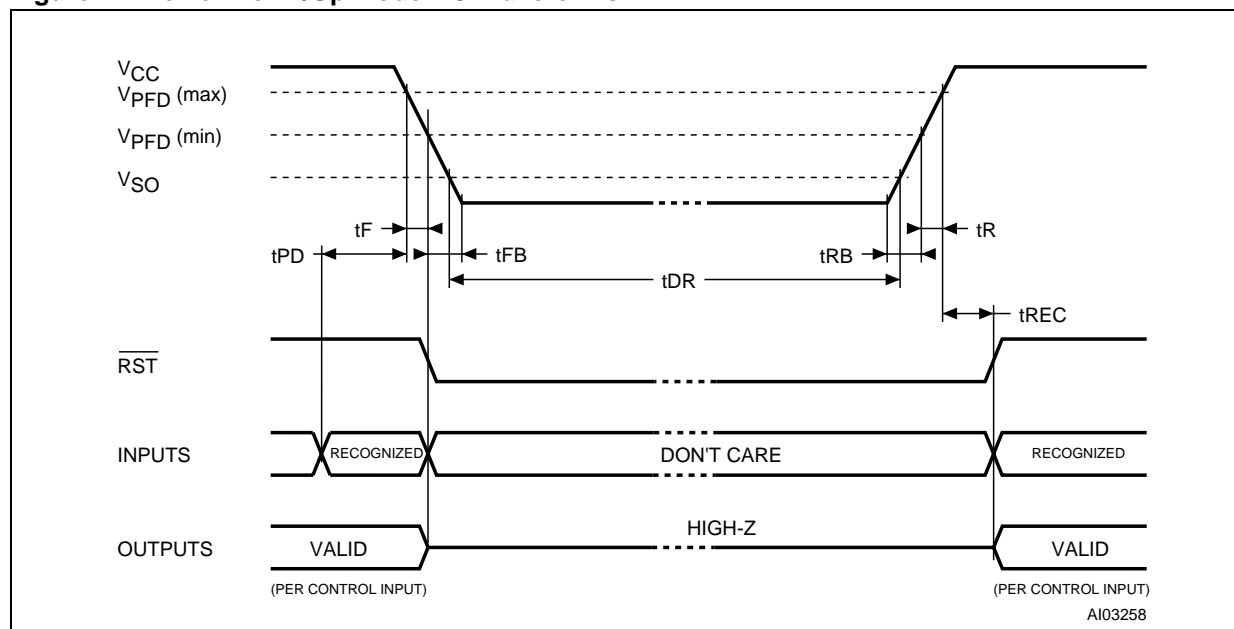 VCC
VPFD (max)
VPFD (min)
VSO
tF
tR
tPD
tFB
tRB
tDR
tREC
RST
INPUTS
RECOGNIZED
DON'T CARE
RECOGNIZED
HIGH-Z
OUTPUTS
VALID
VALID
(PER CONTROL INPUT)
(PER CONTROL INPUT)
AI03258